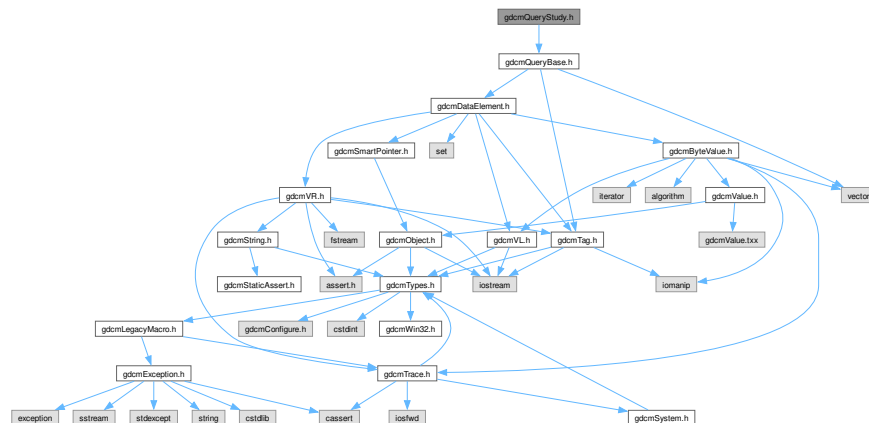 gdcmQueryStudy.h
gdcmQueryBase.h
gdcmDataElement.h
gdcmSmartPointer.h
set
gdcmByteValue.h
gdcmVR.h
iterator
algorithm
gdcmValue.h
vector
gdcmString.h
fstream
gdcmObject.h
gdcmVL.h
gdcmTag.h
gdcmValue.txx
gdcmStaticAssert.h
assert.h
gdcmTypes.h
iostream
iomanip
gdcmLegacyMacro.h
gdcmConfigure.h
cstdint
gdcmWin32.h
gdcmException.h
gdcmTrace.h
exception
sstream
stdexcept
string
cstdlib
cassert
iosfwd
gdcmSystem.h